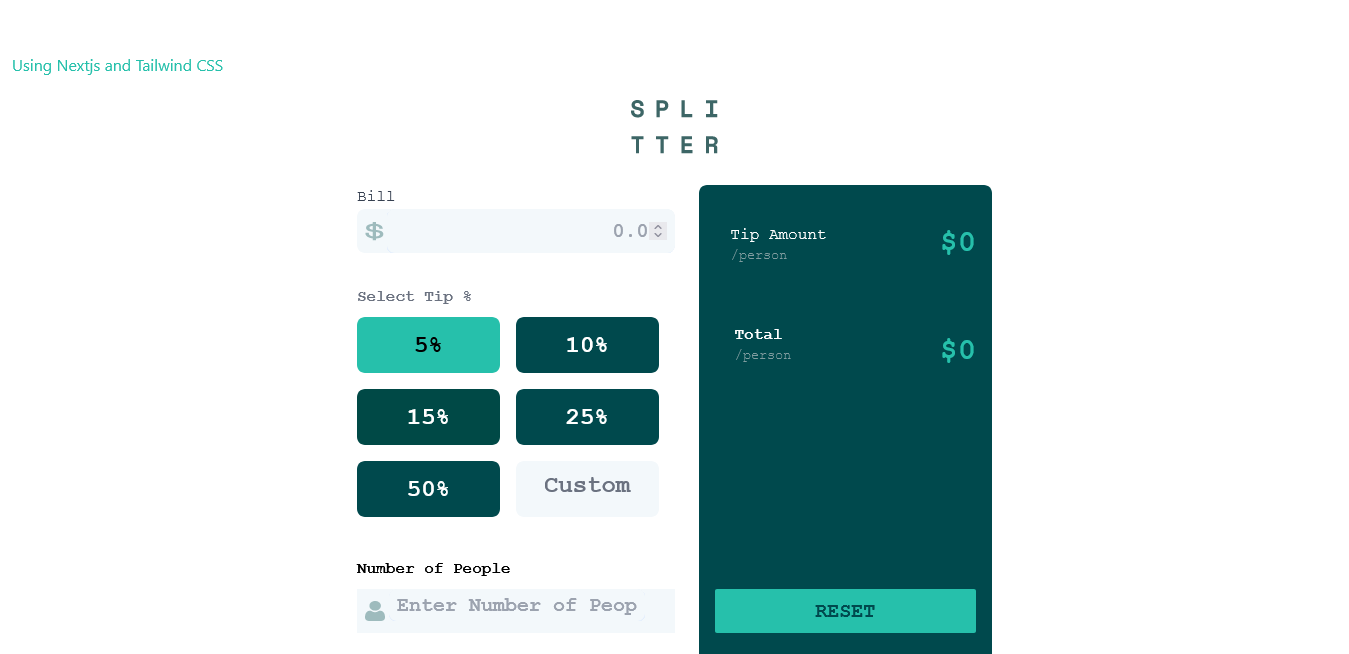 Using Nextjs and Tailwind CSS
SPLI
TTER
Bill
$ 0.0
Select Tip %
5%
10%
15%
25%
50%
Custom
Number of People
Enter Number of Peop
Tip Amount
/person
$0
Total
/person
$0
RESET